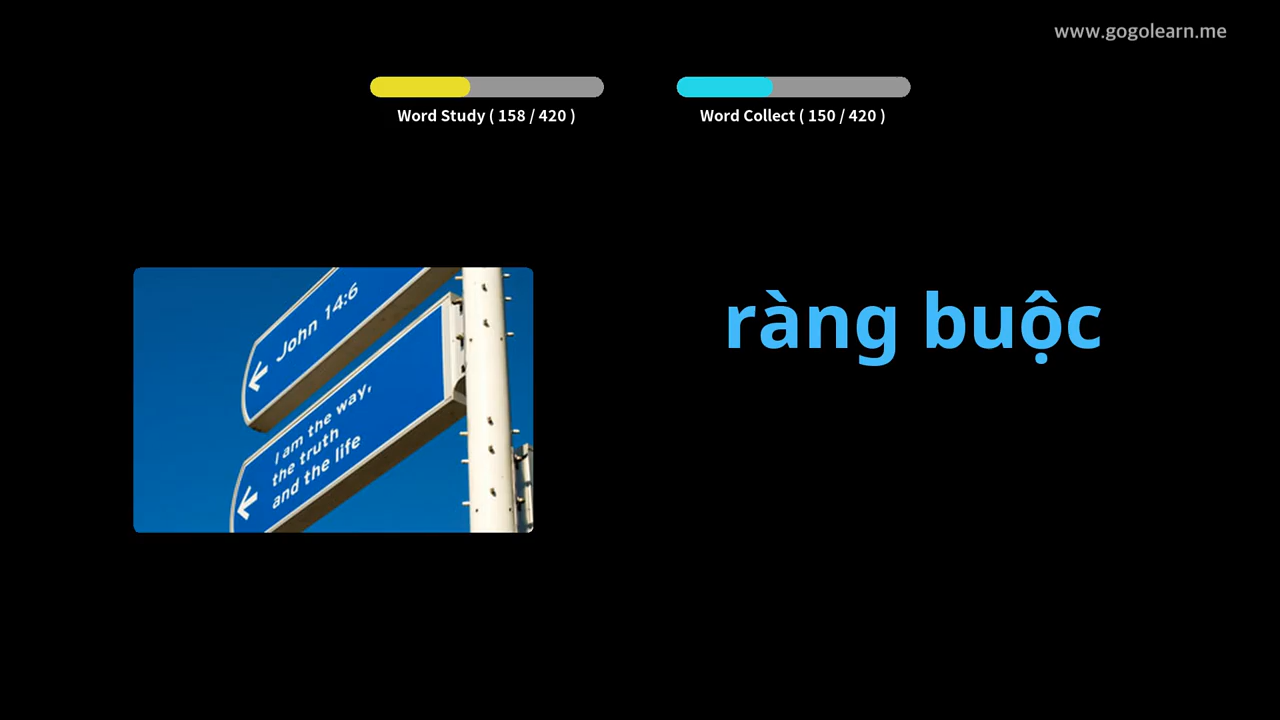 www.gogolearn.me
Word Study ( 158 / 420 )
Word Collect ( 150 / 420 )
John 14:6
I am the way,
the truth
and the life
ràng buộc